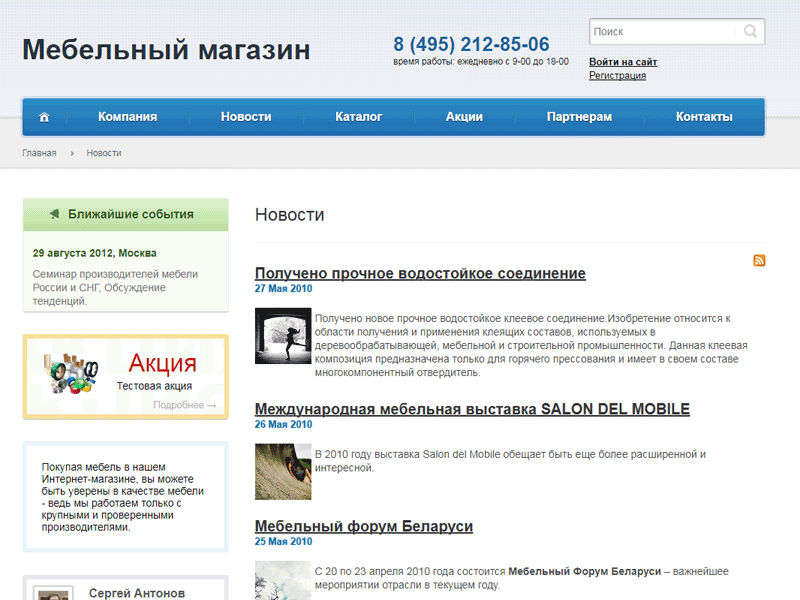 Мебельный магазин
8 (495) 212-85-06
время работы: ежедневно с 9-00 до 18-00
Поиск
Войти на сайт
Регистрация
Компания
Новости
Каталог
Акции
Партнерам
Контакты
Главная
Новости
Ближайшие события
29 августа 2012, Москва
Семинар производителей мебели
России и СНГ, Обсуждение
тенденций.
Акция
Тестовая акция
Подробнее →
Покупая мебель в нашем
Интернет-магазине, вы можете
быть уверены в качестве мебели
- ведь мы работаем только с
крупными и проверенными
производителями.
Сергей Антонов
Новости
Получено прочное водостойкое соединение
27 Мая 2010
Получено новое прочное водостойкое клеевое соединение.Изобретение относится к
области получения и применения клеящих составов, используемых в
деревообрабатывающей, мебельной и строительной промышленности. Данная клеевая
композиция предназначена только для горячего прессования и имеет в своем составе
многокомпонентный отвердитель.
Международная мебельная выставка SALON DEL MOBILE
26 Мая 2010
В 2010 году выставка Salon del Mobile обещает быть еще более расширенной и
интересной.
Мебельный форум Беларуси
25 Мая 2010
С 20 по 23 апреля 2010 года состоится Мебельный Форум Беларуси – важнейшее
мероприятии отрасли в текущем году.